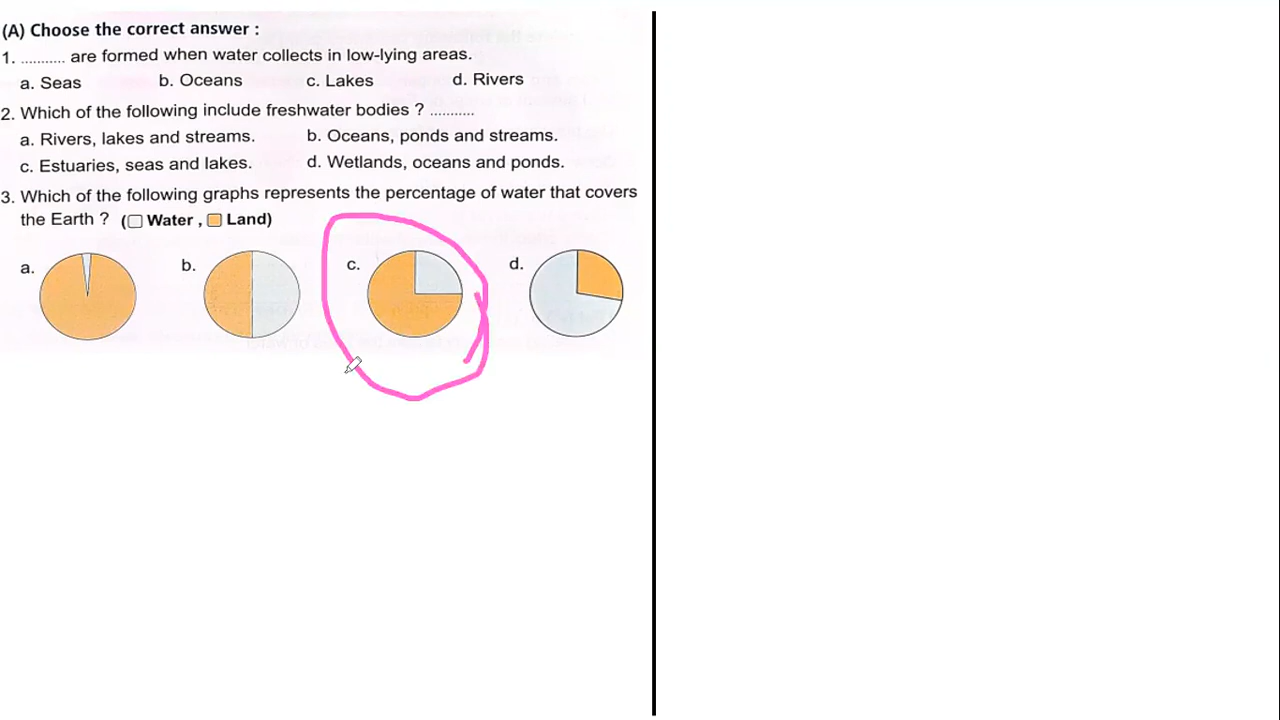 (A) Choose the correct answer :
1. ........... are formed when water collects in low-lying areas.
a. Seas b. Oceans c. Lakes d. Rivers
2. Which of the following include freshwater bodies ? ...........
a. Rivers, lakes and streams. b. Oceans, ponds and streams.
c. Estuaries, seas and lakes. d. Wetlands, oceans and ponds.
3. Which of the following graphs represents the percentage of water that covers
the Earth ? ( Water , Land)
a. b. c. d.